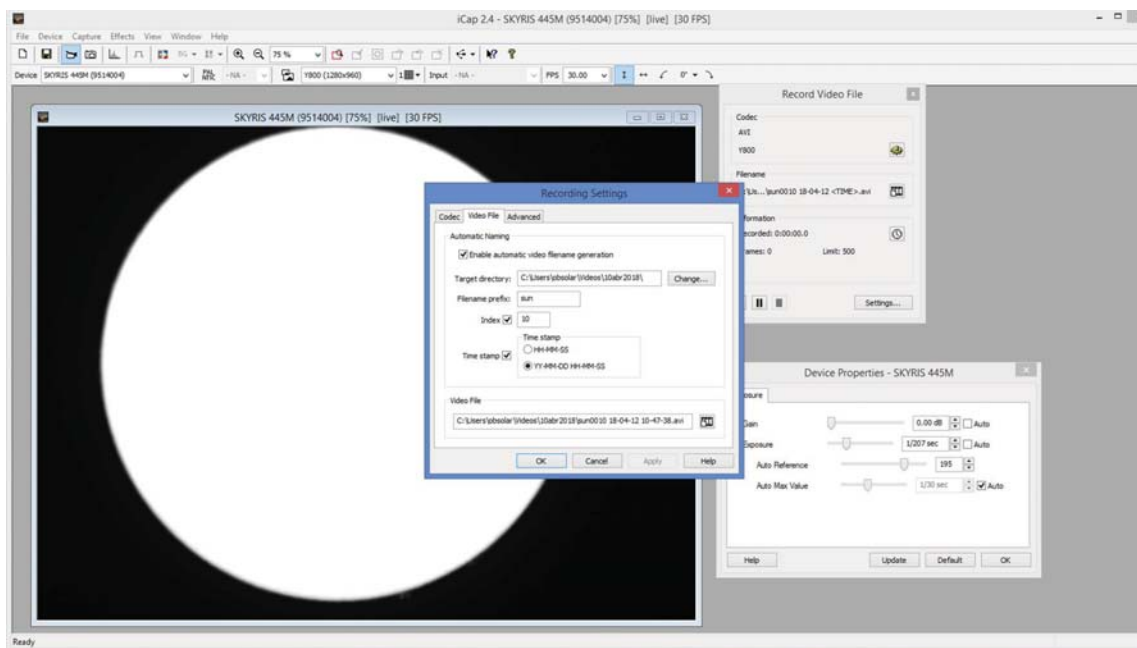 iCap 2.4 - SKYRIS 445M (9514004) [75%] [live] [30 FPS]
File Device Capture Effects View Window Help
75 %
Device SKYRIS 445M (9514004) PAL NTSC -NA- Y800 (1280x960) 1 Input -NA- FPS 30.00 0°
SKYRIS 445M (9514004) [75%] [live] [30 FPS]
Record Video File
Codec
AVI
Y800
Filename
pun0010 18-04-12 <TIME>.avi
0:00:00.0
0 Limit: 500
Settings...
Recording Settings
Codec Video File Advanced
Automatic Naming
Enable automatic video filename generation
Target directory: C:\Users\pbsolar\Videos\10abr2018\ Change...
Filename prefix: sun
Index 10
Time stamp
Time stamp HH-MM-SS
YY-MM-DD HH-MM-SS
Video File
C:\Users\pbsolar\Videos\10abr2018\pun0010 18-04-12 10-47-38.avi
OK Cancel Apply Help
Device Properties - SKYRIS 445M
Gain 0.00 dB Auto
Exposure 1/207 sec Auto
Auto Reference 195
Auto Max Value 1/30 sec Auto
Help Update Default OK
Ready